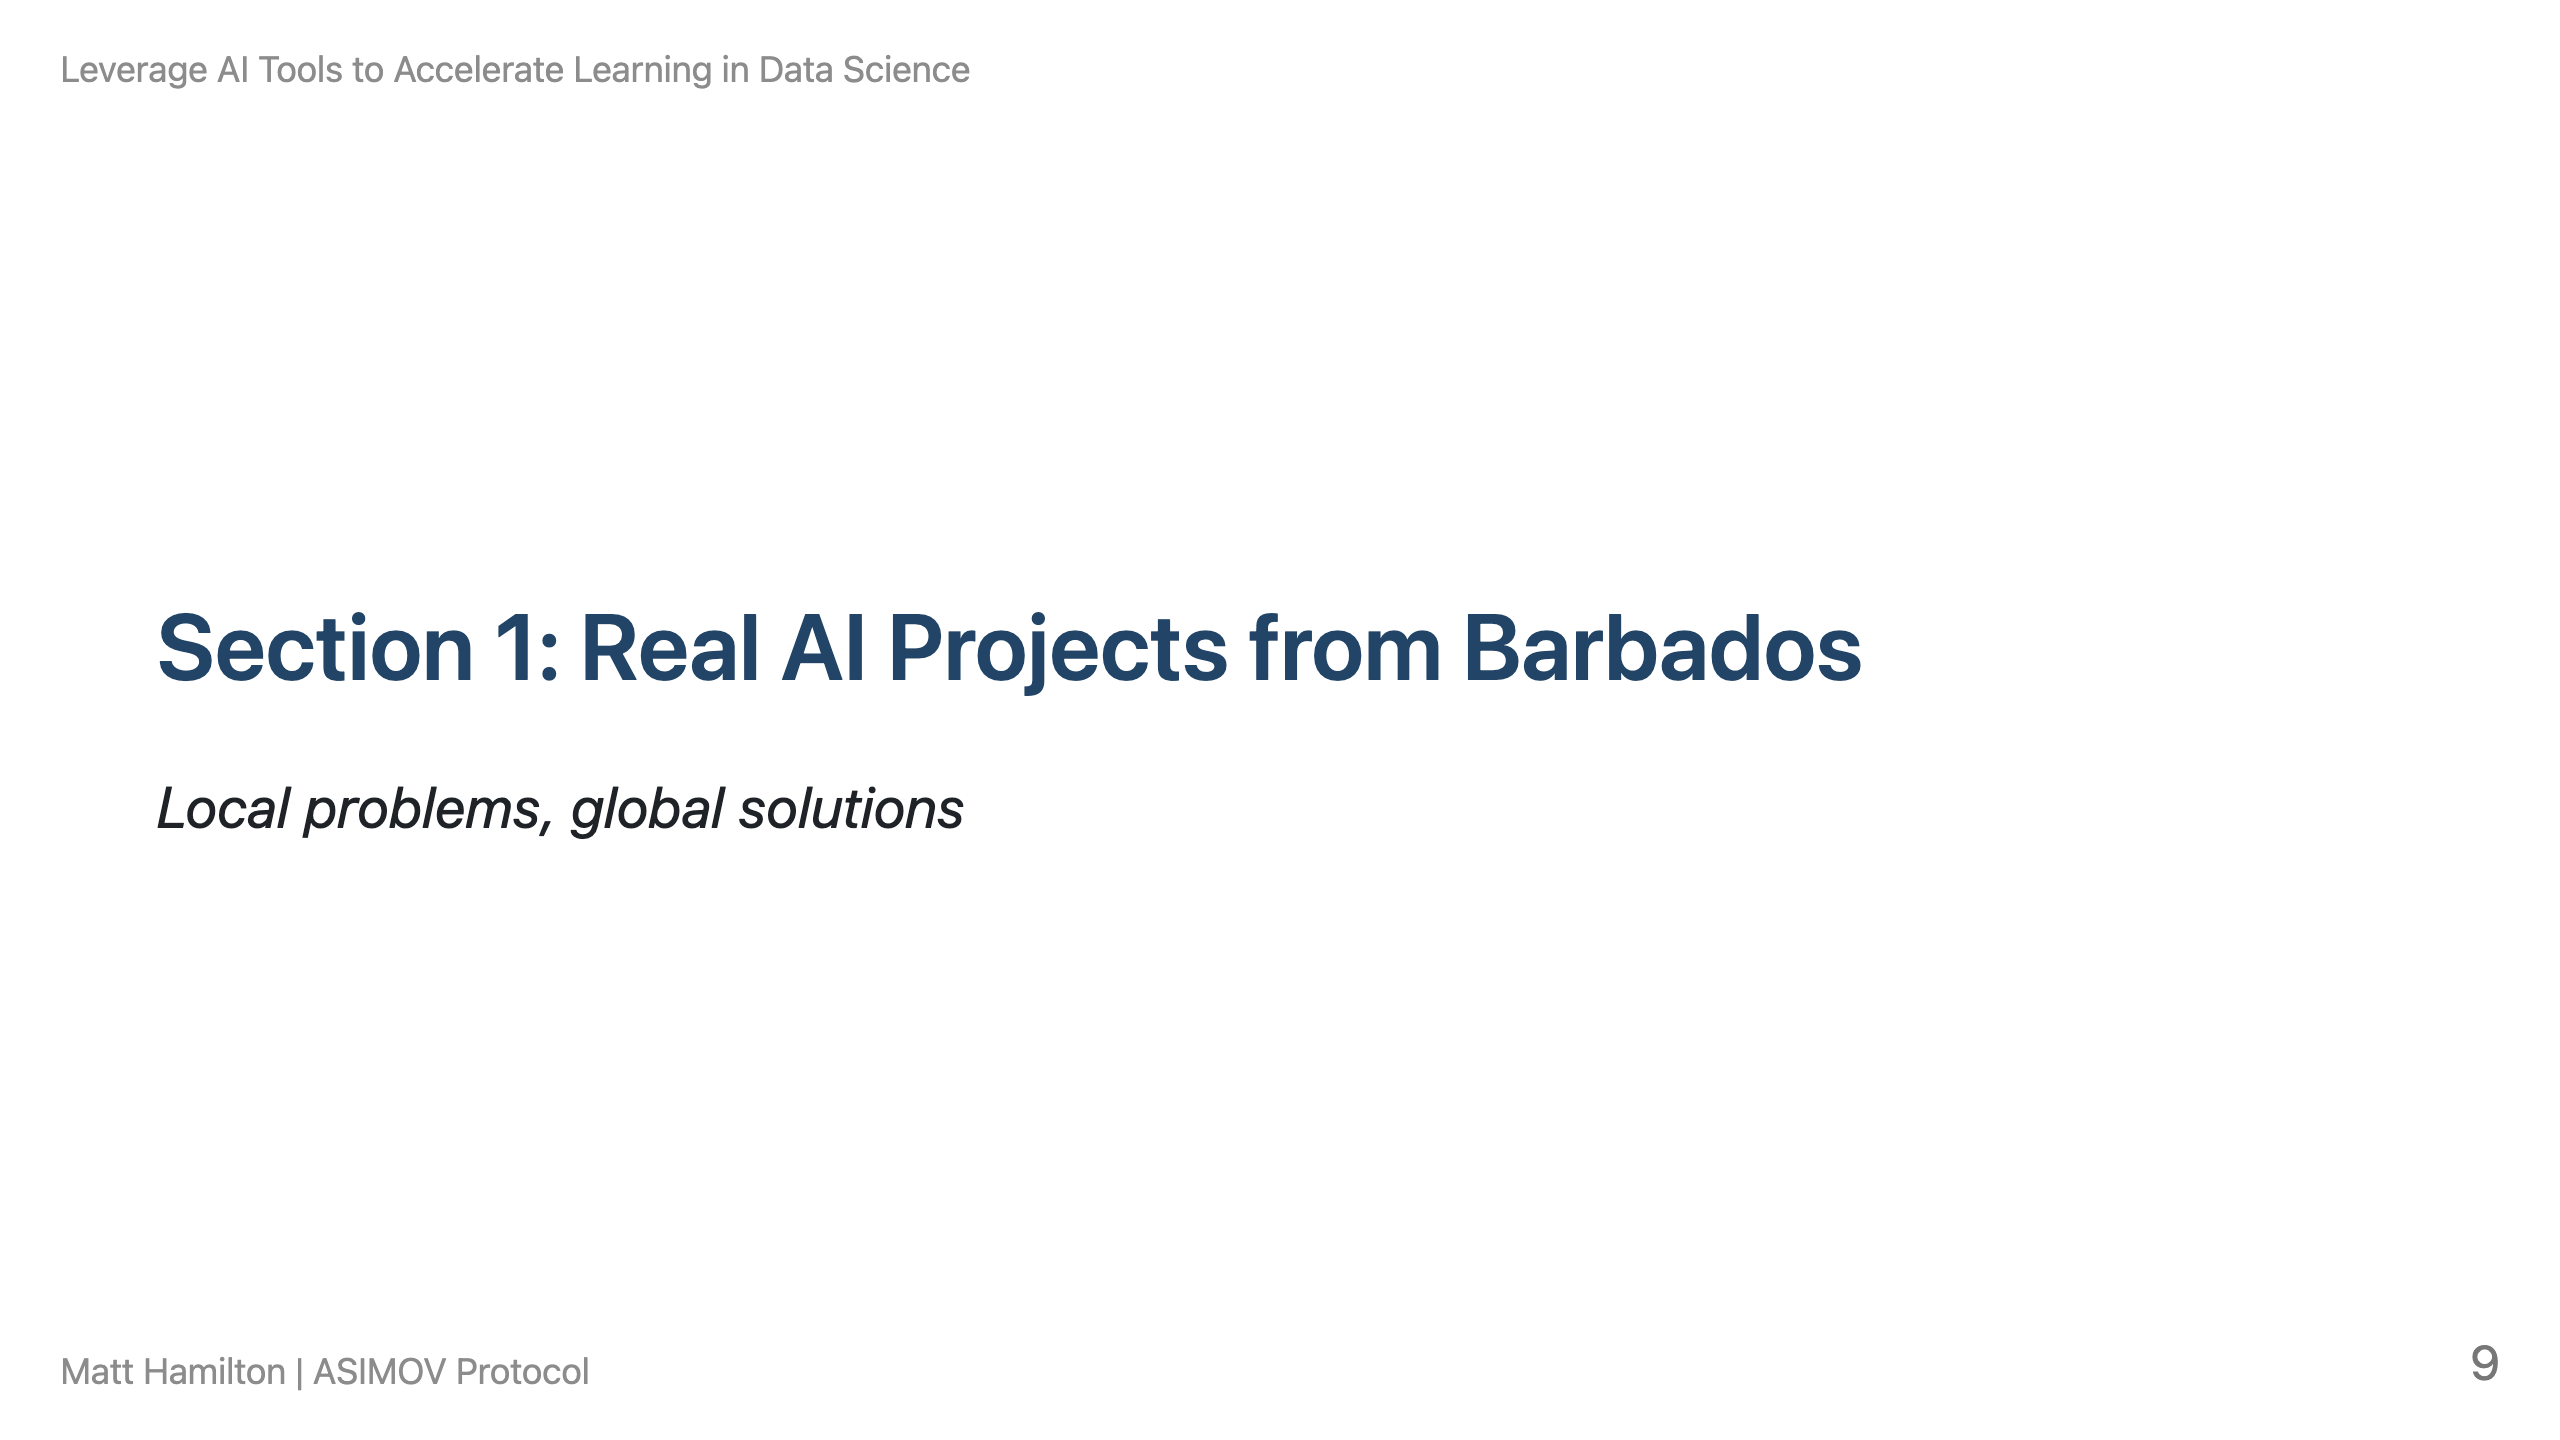 Leverage AI Tools to Accelerate Learning in Data Science
Section 1: Real AI Projects from Barbados
Local problems, global solutions
Matt Hamilton | ASIMOV Protocol
9